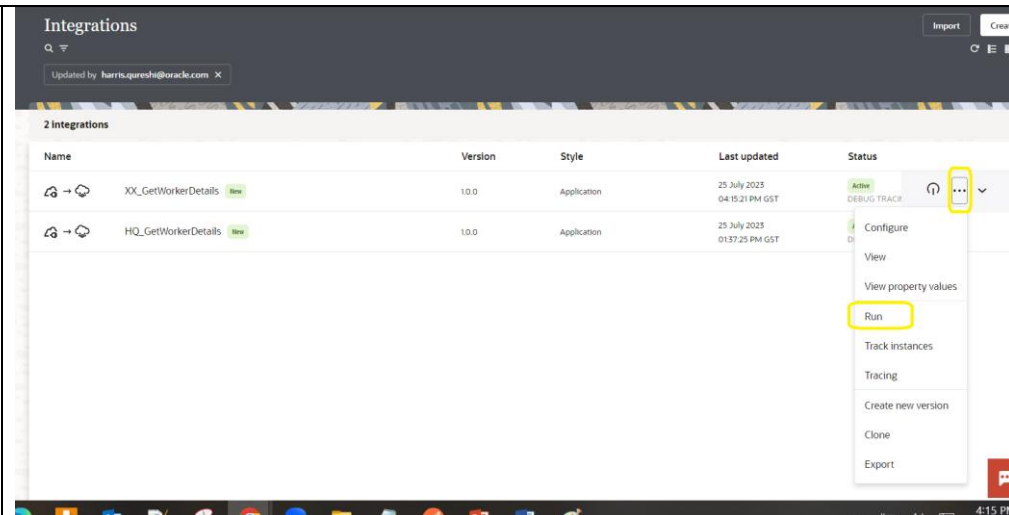 Integrations
Import
Updated by harris.qureshi@oracle.com X
2 integrations
Name Version Style Last updated Status
XX_GetWorkerDetails New 1.0.0 Application 25 July 2023 Active
04:15:21 PM GST DEBUG
HQ_GetWorkerDetails New 1.0.0 Application 25 July 2023
01:37:25 PM GST
Configure
View
View property values
Run
Track instances
Tracing
Create new version
Clone
Export